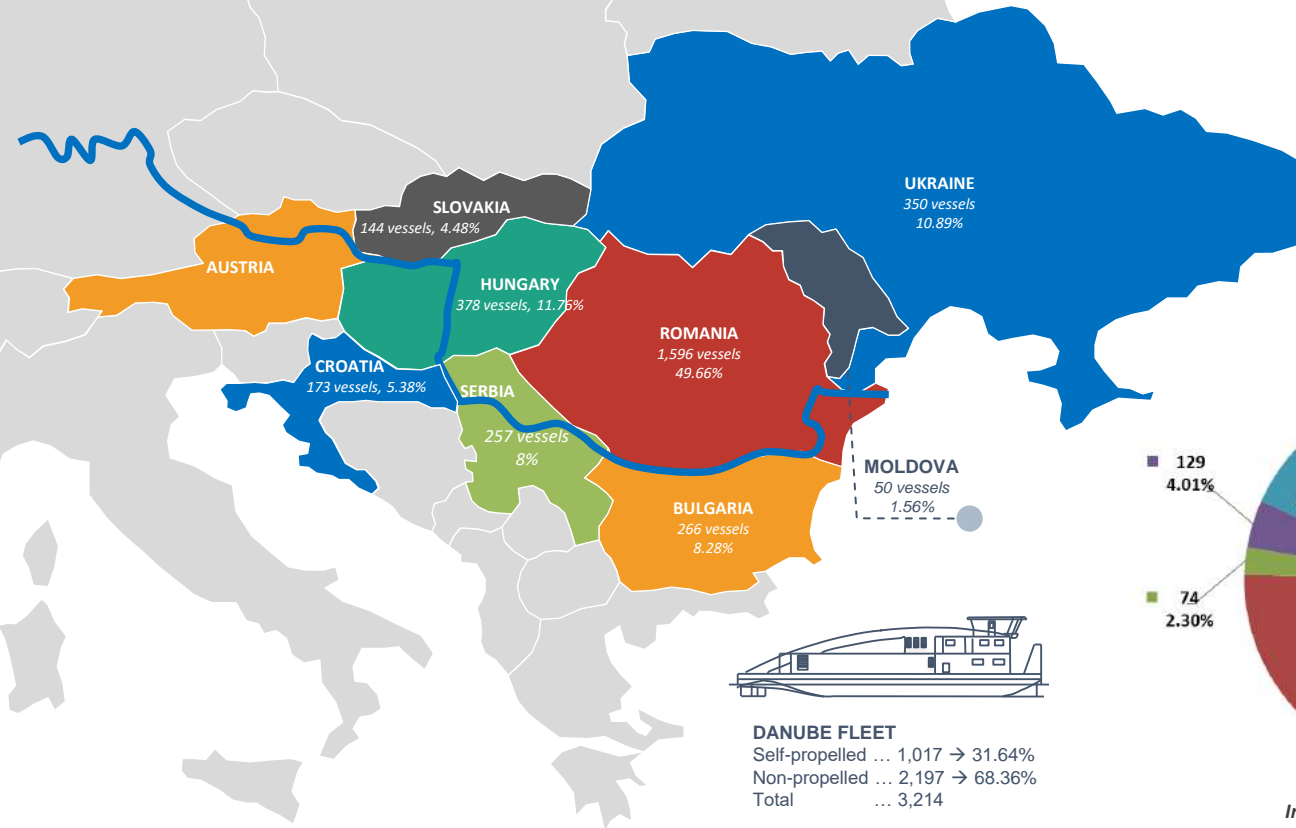 UKRAINE
350 vessels
10.89%
SLOVAKIA
144 vessels, 4.48%
AUSTRIA
HUNGARY
378 vessels, 11.76%
ROMANIA
1,596 vessels
49.66%
CROATIA
173 vessels, 5.38%
SERBIA
257 vessels
8%
MOLDOVA
50 vessels
1.56%
BULGARIA
266 vessels
8.28%
129
4.01%
74
2.30%
DANUBE FLEET
Self-propelled … 1,017 → 31.64%
Non-propelled … 2,197 → 68.36%
Total … 3,214